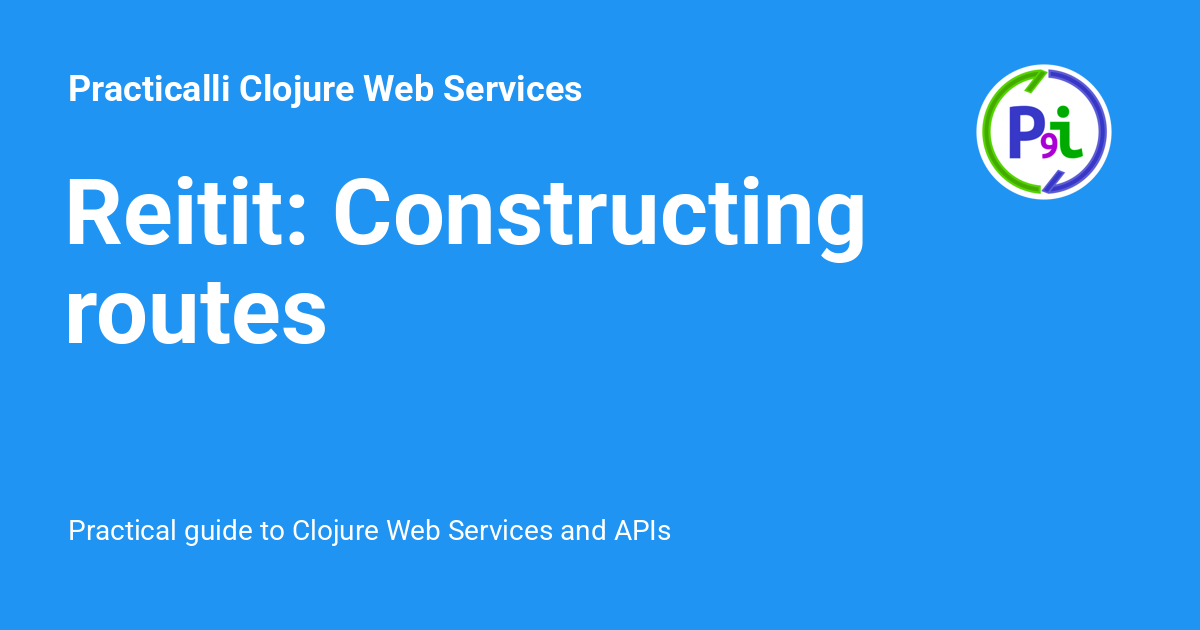 Practicalli Clojure Web Services
P9i
Reitit: Constructing
routes
Practical guide to Clojure Web Services and APIs